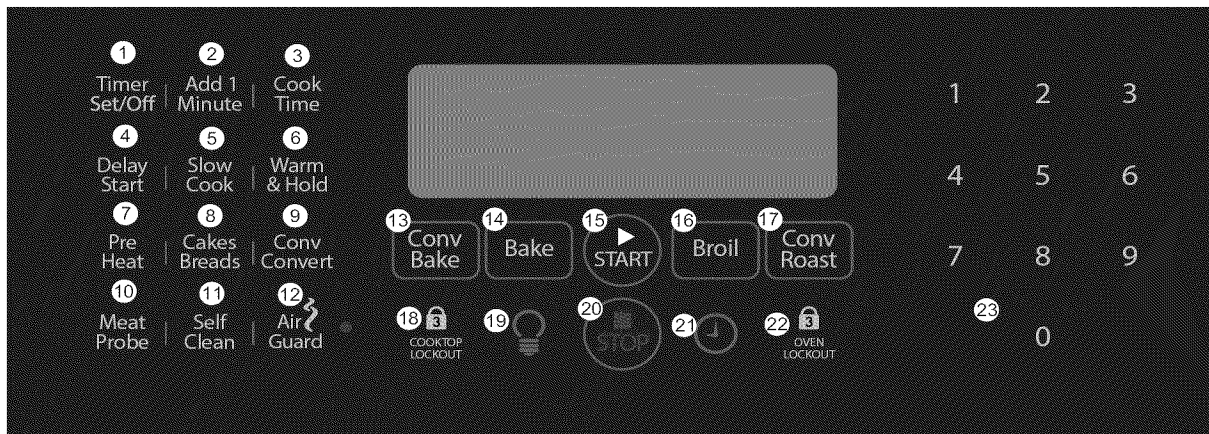 1 2 3
Timer Add 1 Cook
Set/Off Minute Time
1 2 3
4 5 6
Delay Slow Warm
Start Cook & Hold
4 5 6
7 8 9
Pre Cakes Conv
Heat Breads Convert
13 14 15 16 17
Conv Bake START Broil Conv
Bake Roast
7 8 9
10 11 12
Meat Self Air
Probe Clean Guard
18 3 19 20 21 22 3 23
COOKTOP STOP OVEN
LOCKOUT LOCKOUT
0